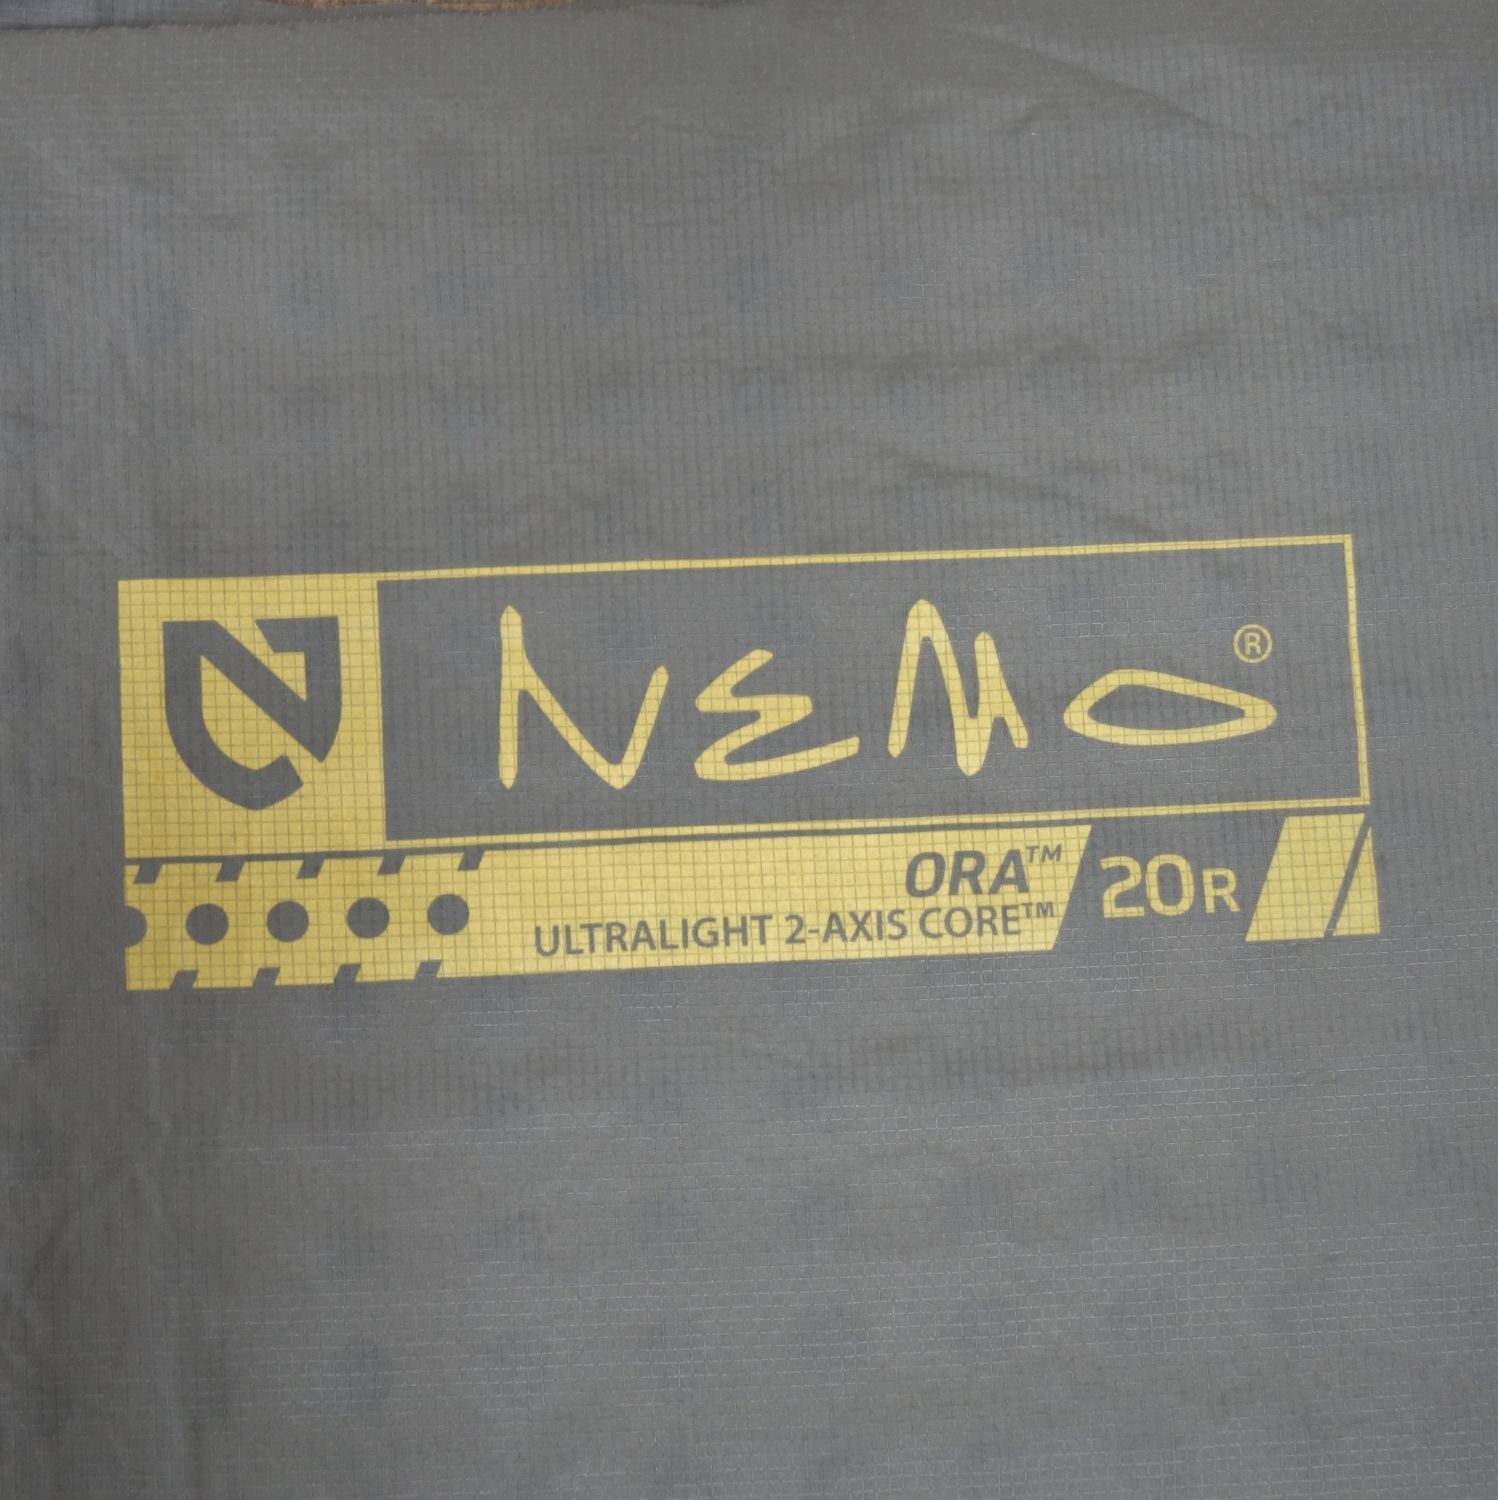 NEMO®
ORA™
ULTRALIGHT 2-AXIS CORE™
20R